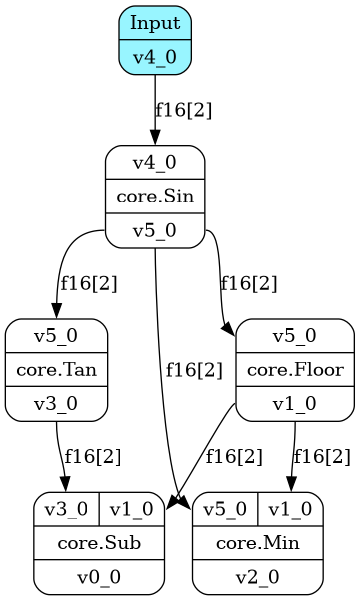 Input
v4_0
f16[2]
v4_0
core.Sin
v5_0
f16[2]
f16[2]
f16[2]
v5_0
core.Tan
v3_0
v5_0
core.Floor
v1_0
f16[2]
f16[2]
f16[2]
v3_0 v1_0
core.Sub
v0_0
v5_0 v1_0
core.Min
v2_0